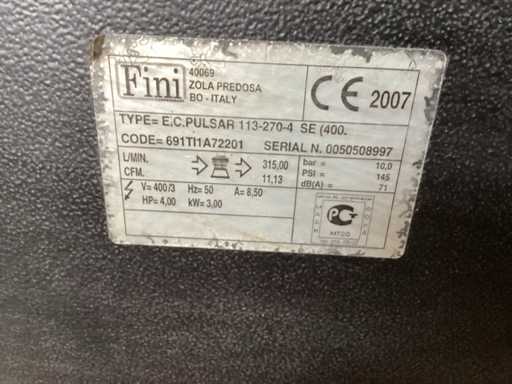 Fini
40069
ZOLA PREDOSA
BO - ITALY
CE 2007
TYPE= E.C.PULSAR 113-270-4 SE (400.
CODE= 691TI1A72201 SERIAL N. 0050508997
L/MIN. 315,00 bar = 10,0
CFM. 11,13 PSI = 145
dB(A) = 71
V= 400/3 Hz= 50 A= 8,50
HP= 4,00 kW= 3,00